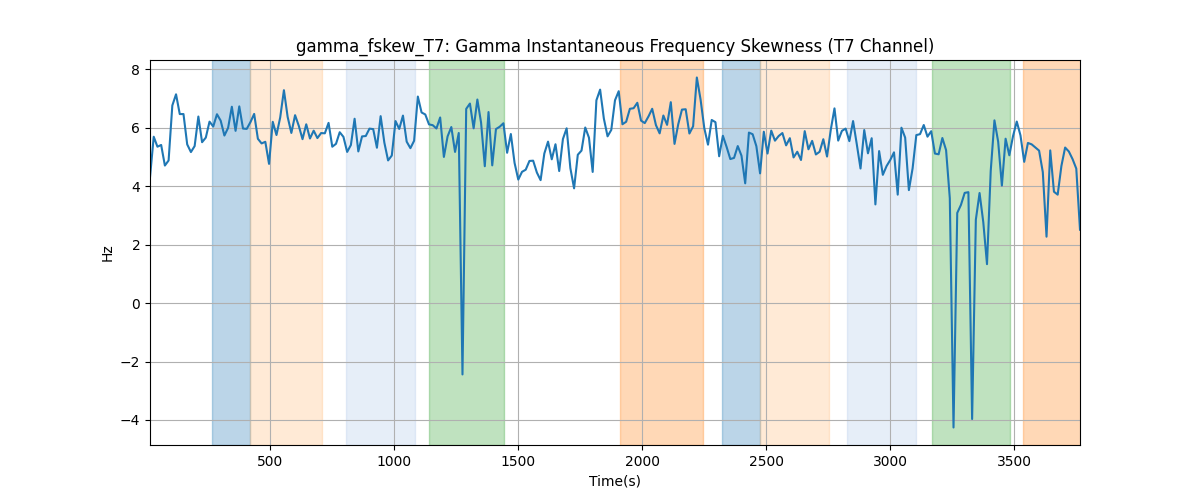 gamma_fskew_T7: Gamma Instantaneous Frequency Skewness (T7 Channel)
8
6
4
2
0
−2
−4
Hz
500 1000 1500 2000 2500 3000 3500
Time(s)